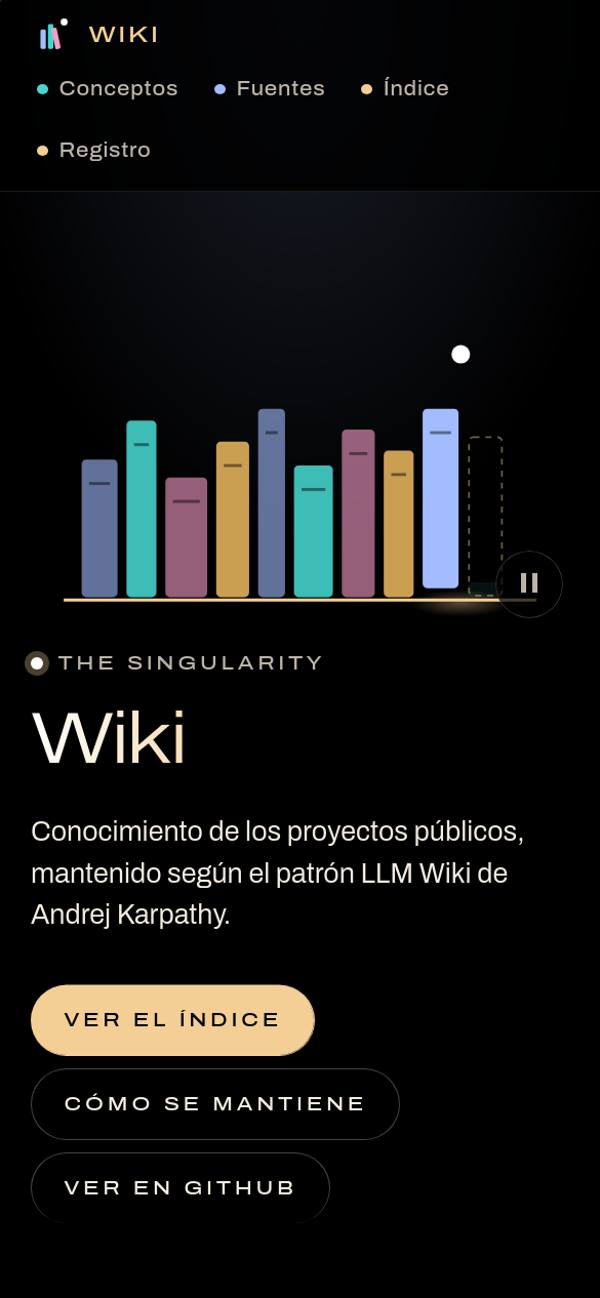 WIKI
Conceptos
Fuentes
Índice
Registro
THE SINGULARITY
Wiki
Conocimiento de los proyectos públicos,
mantenido según el patrón LLM Wiki de
Andrej Karpathy.
VER EL ÍNDICE
CÓMO SE MANTIENE
VER EN GITHUB